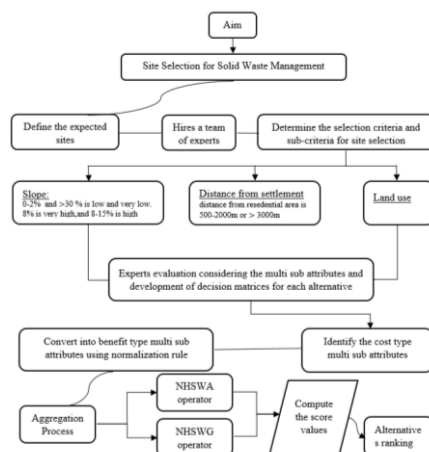 Aim
Site Selection for Solid Waste Management
Define the expected
sites
Hires a team
of experts
Determine the selection criteria and
sub-criteria for site selection
Slope:
0-2% and >30 % is low and very low.
8% is very high,and 8-15% is high
Distance from settlement
distance from resedential area is
500-2000m or > 3000m
Land use
Experts evaluation considering the multi sub attributes and
development of decision matrices for each alternative
Convert into benefit type multi sub
attributes using normalization rule
Identify the cost type
multi sub attributes
Aggregation
Process
NHSWA
operator
NHSWG
operator
Compute
the score
values
Alternative
s ranking